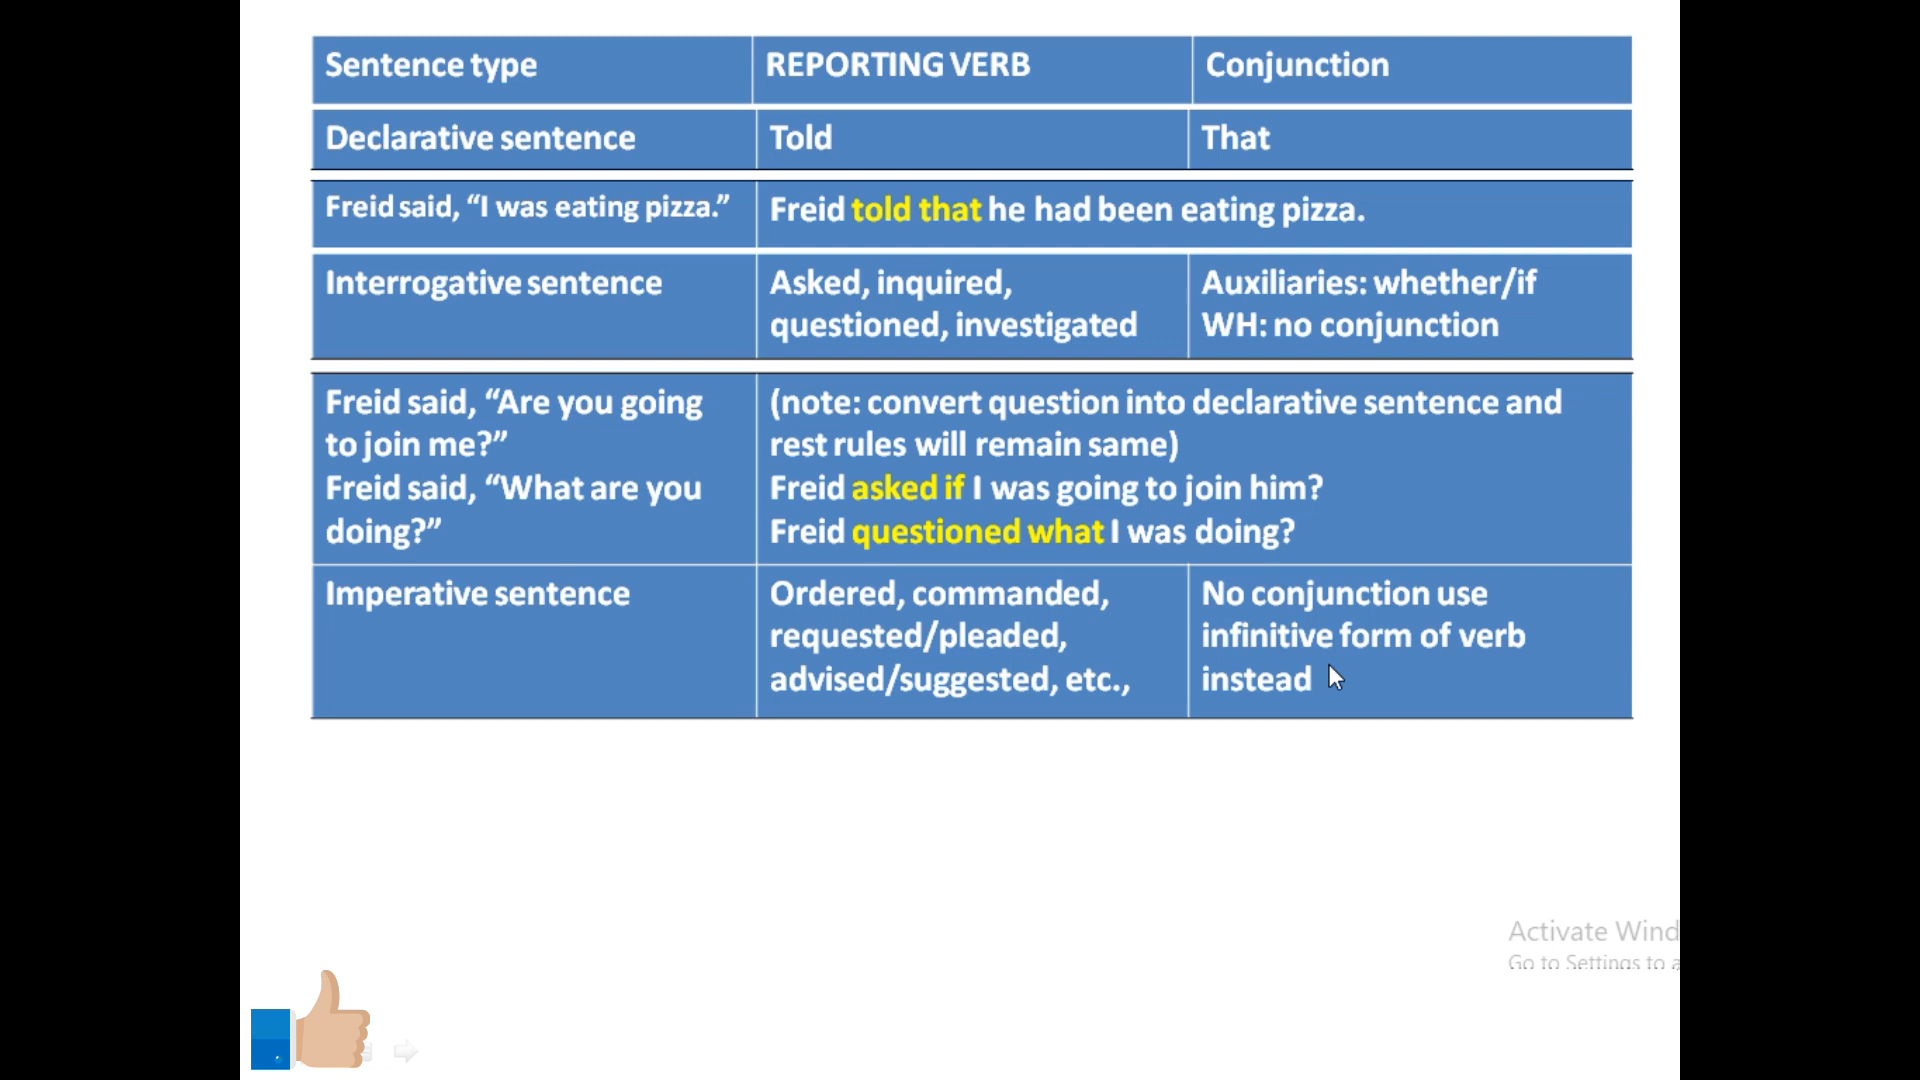 Sentence type REPORTING VERB Conjunction
Declarative sentence Told That
Freid said, “I was eating pizza.” Freid told that he had been eating pizza.
Interrogative sentence Asked, inquired, Auxiliaries: whether/if
questioned, investigated WH: no conjunction
Freid said, “Are you going
to join me?”
Freid said, “What are you
doing?”
(note: convert question into declarative sentence and
rest rules will remain same)
Freid asked if I was going to join him?
Freid questioned what I was doing?
Imperative sentence
Ordered, commanded,
requested/pleaded,
advised/suggested, etc.,
No conjunction use
infinitive form of verb
instead
Activate Wind
Go to Settings to a